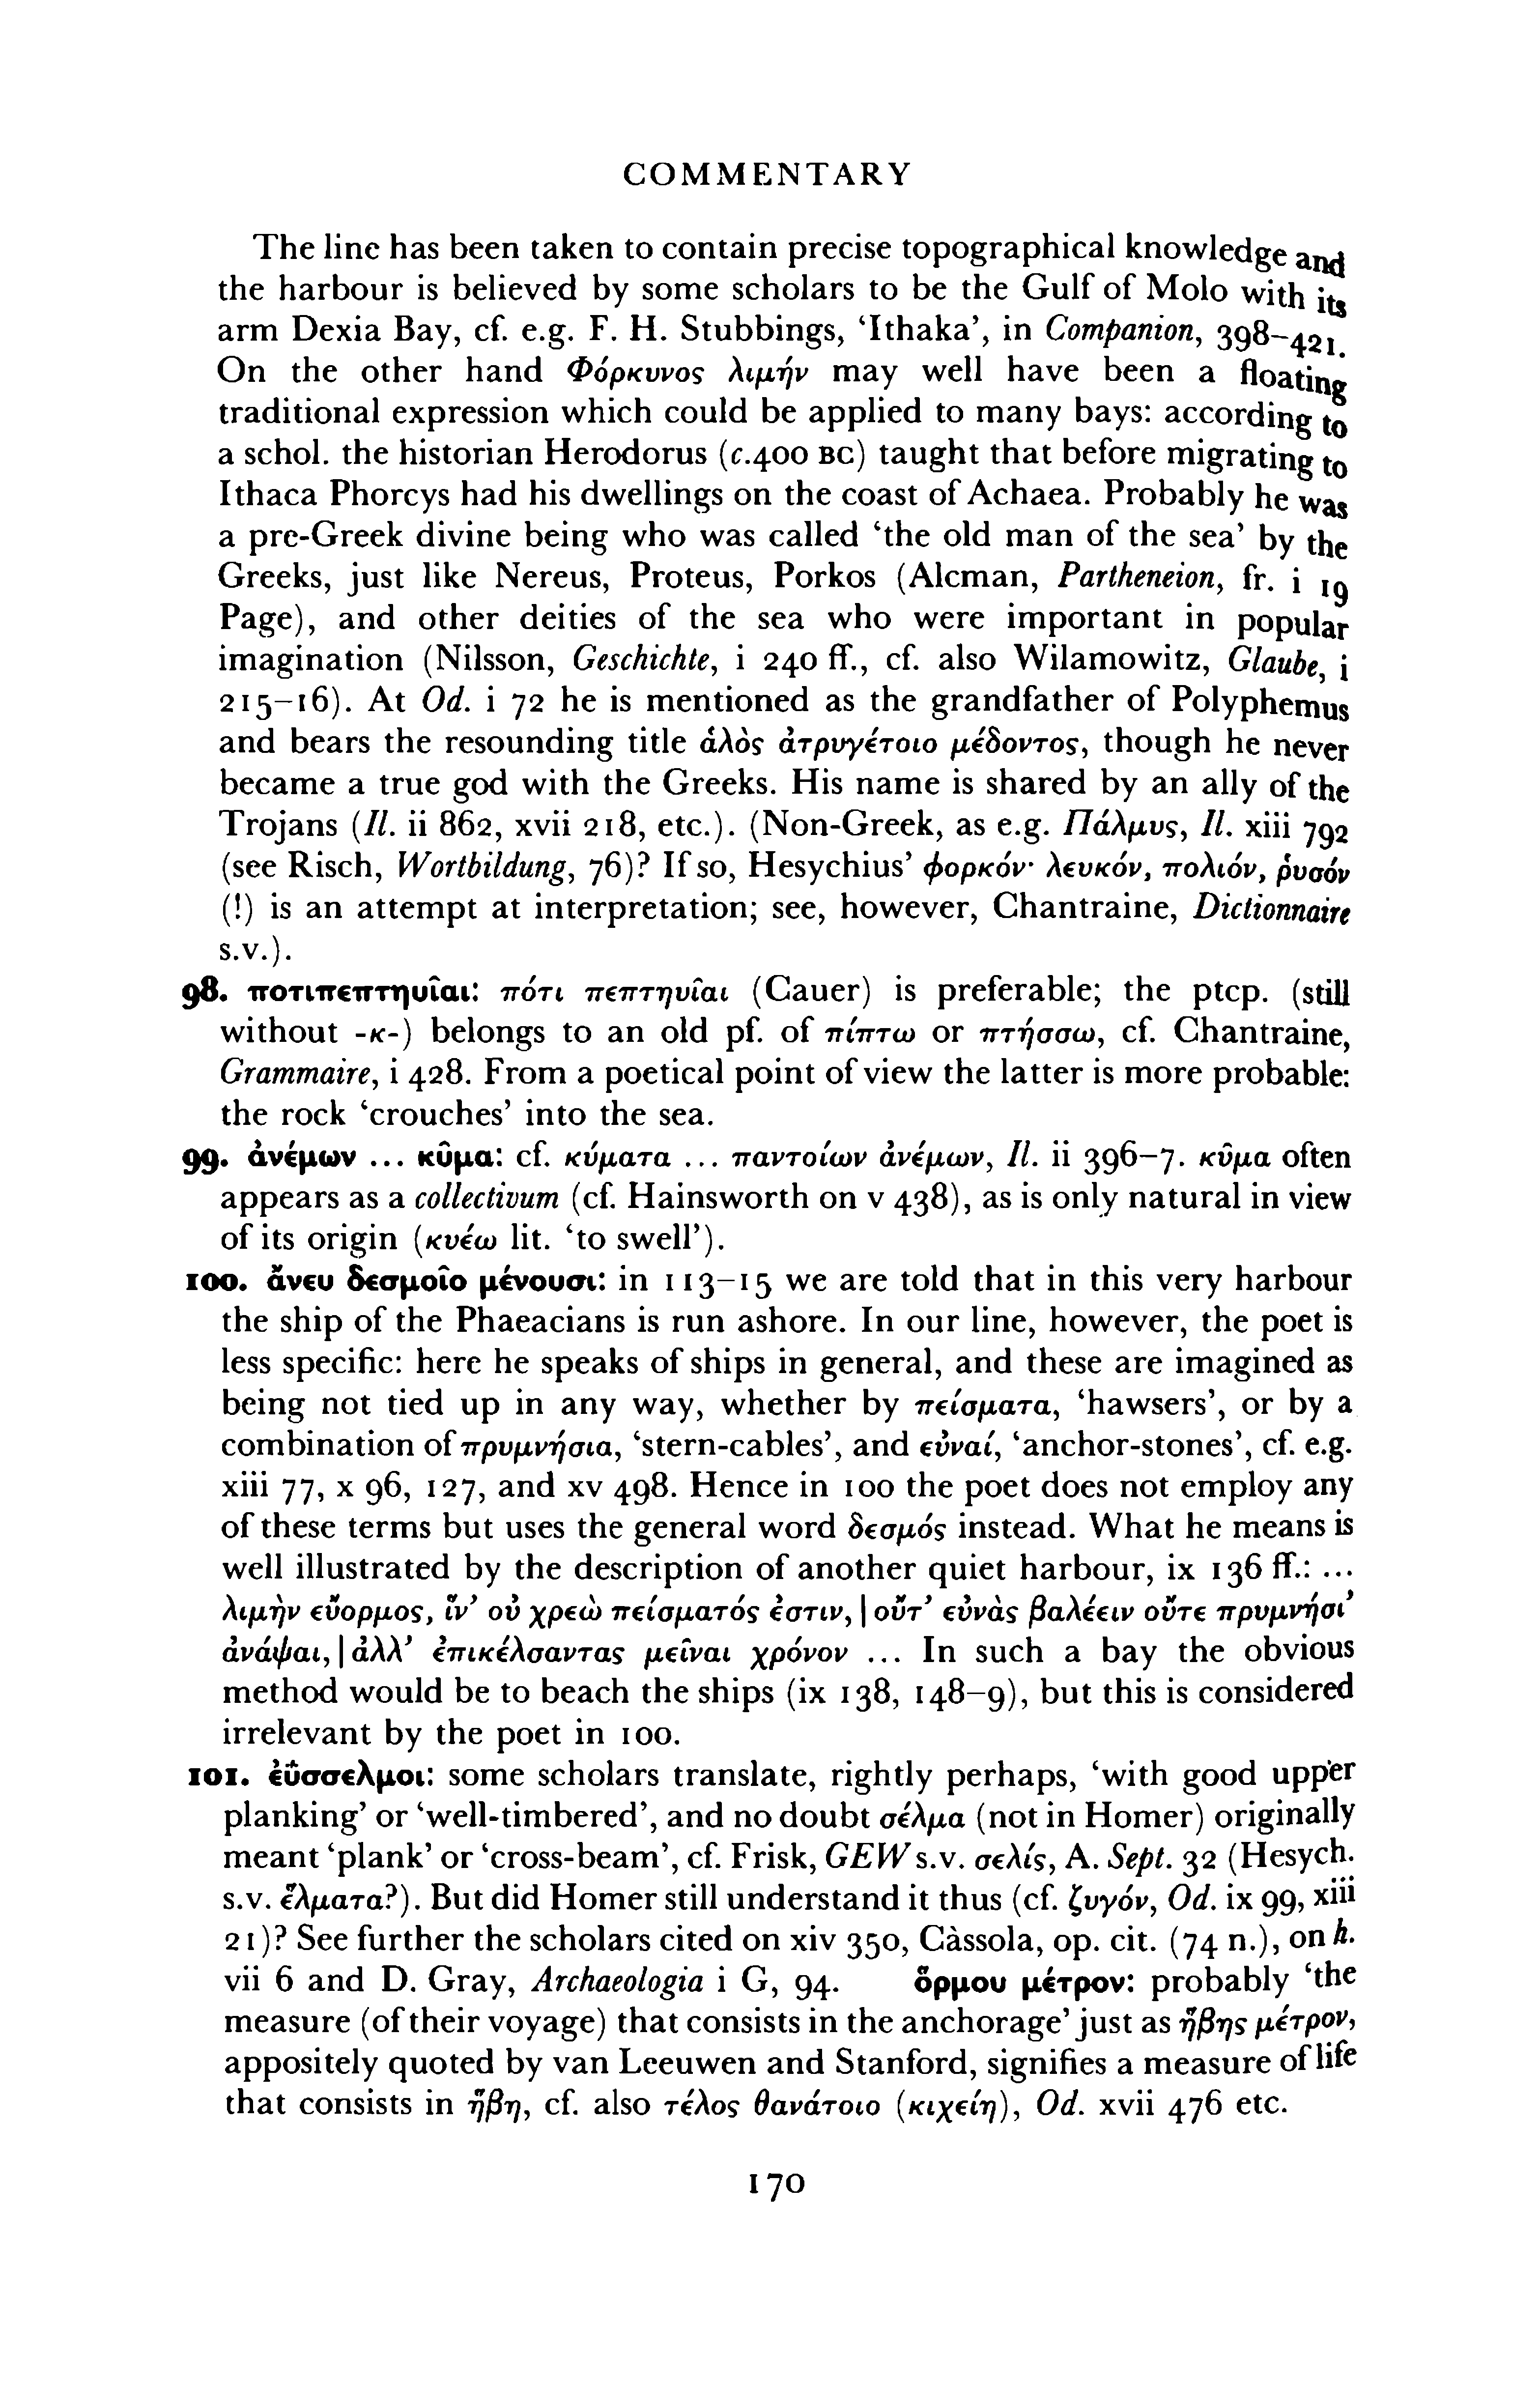 COMMENTARY
The line has been taken to contain precise topographical knowledge and
the harbour is believed by some scholars to be the Gulf of Molo with its
arm Dexia Bay, cf. e.g. F. H. Stubbings, ‘Ithaka’, in Companion, 398–421.
On the other hand Φόρκυνος λιμήν may well have been a floating
traditional expression which could be applied to many bays: according to
a schol. the historian Herodorus (c.400 BC) taught that before migrating to
Ithaca Phorcys had his dwellings on the coast of Achaea. Probably he was
a pre-Greek divine being who was called ‘the old man of the sea’ by the
Greeks, just like Nereus, Proteus, Porkos (Alcman, Partheneion, fr. i 19
Page), and other deities of the sea who were important in popular
imagination (Nilsson, Geschichte, i 240 ff., cf. also Wilamowitz, Glaube, i
215–16). At Od. i 72 he is mentioned as the grandfather of Polyphemus
and bears the resounding title ἁλὸς ἀτρυγέτοιο μέδοντος, though he never
became a true god with the Greeks. His name is shared by an ally of the
Trojans (Il. ii 862, xvii 218, etc.). (Non-Greek, as e.g. Πάλμυς, Il. xiii 792
(see Risch, Wortbildung, 76)? If so, Hesychius’ φορκόν· λευκόν, πολιόν, ῥυσόν
(!) is an attempt at interpretation; see, however, Chantraine, Dictionnaire
s.v.).
98. ποτιπεπτηυῖαι: πότι πεπτηυῖαι (Cauer) is preferable; the ptcp. (still
without -κ-) belongs to an old pf. of πίπτω or πτήσσω, cf. Chantraine,
Grammaire, i 428. From a poetical point of view the latter is more probable:
the rock ‘crouches’ into the sea.
99. ἀνέμων ... κῦμα: cf. κύματα ... παντοίων ἀνέμων, Il. ii 396–7. κῦμα often
appears as a collectivum (cf. Hainsworth on v 438), as is only natural in view
of its origin (κυέω lit. ‘to swell’).
100. ἄνευ δεσμοῖο μένουσι: in 113–15 we are told that in this very harbour
the ship of the Phaeacians is run ashore. In our line, however, the poet is
less specific: here he speaks of ships in general, and these are imagined as
being not tied up in any way, whether by πείσματα, ‘hawsers’, or by a
combination of πρυμνήσια, ‘stern-cables’, and εὐναί, ‘anchor-stones’, cf. e.g.
xiii 77, x 96, 127, and xv 498. Hence in 100 the poet does not employ any
of these terms but uses the general word δεσμός instead. What he means is
well illustrated by the description of another quiet harbour, ix 136 ff.: ...
λιμὴν εὔορμος, ἵν’ οὐ χρεὼ πείσματός ἐστιν, | οὔτ’ εὐνὰς βαλέειν οὔτε πρυμνήσι’
ἀνάψαι, | ἀλλ’ ἐπικέλσαντας μεῖναι χρόνον ... In such a bay the obvious
method would be to beach the ships (ix 138, 148–9), but this is considered
irrelevant by the poet in 100.
101. ἐΰσσελμοι: some scholars translate, rightly perhaps, ‘with good upper
planking’ or ‘well-timbered’, and no doubt σέλμα (not in Homer) originally
meant ‘plank’ or ‘cross-beam’, cf. Frisk, GEW s.v. σελίς, A. Sept. 32 (Hesych.
s.v. ἕλματα?). But did Homer still understand it thus (cf. ζυγόν, Od. ix 99, xiii
21)? See further the scholars cited on xiv 350, Càssola, op. cit. (74 n.), on h.
vii 6 and D. Gray, Archaeologia i G, 94. ὅρμου μέτρον: probably ‘the
measure (of their voyage) that consists in the anchorage’ just as ἥβης μέτρον,
appositely quoted by van Leeuwen and Stanford, signifies a measure of life
that consists in ἥβη, cf. also τέλος θανάτοιο (κιχείη), Od. xvii 476 etc.
170